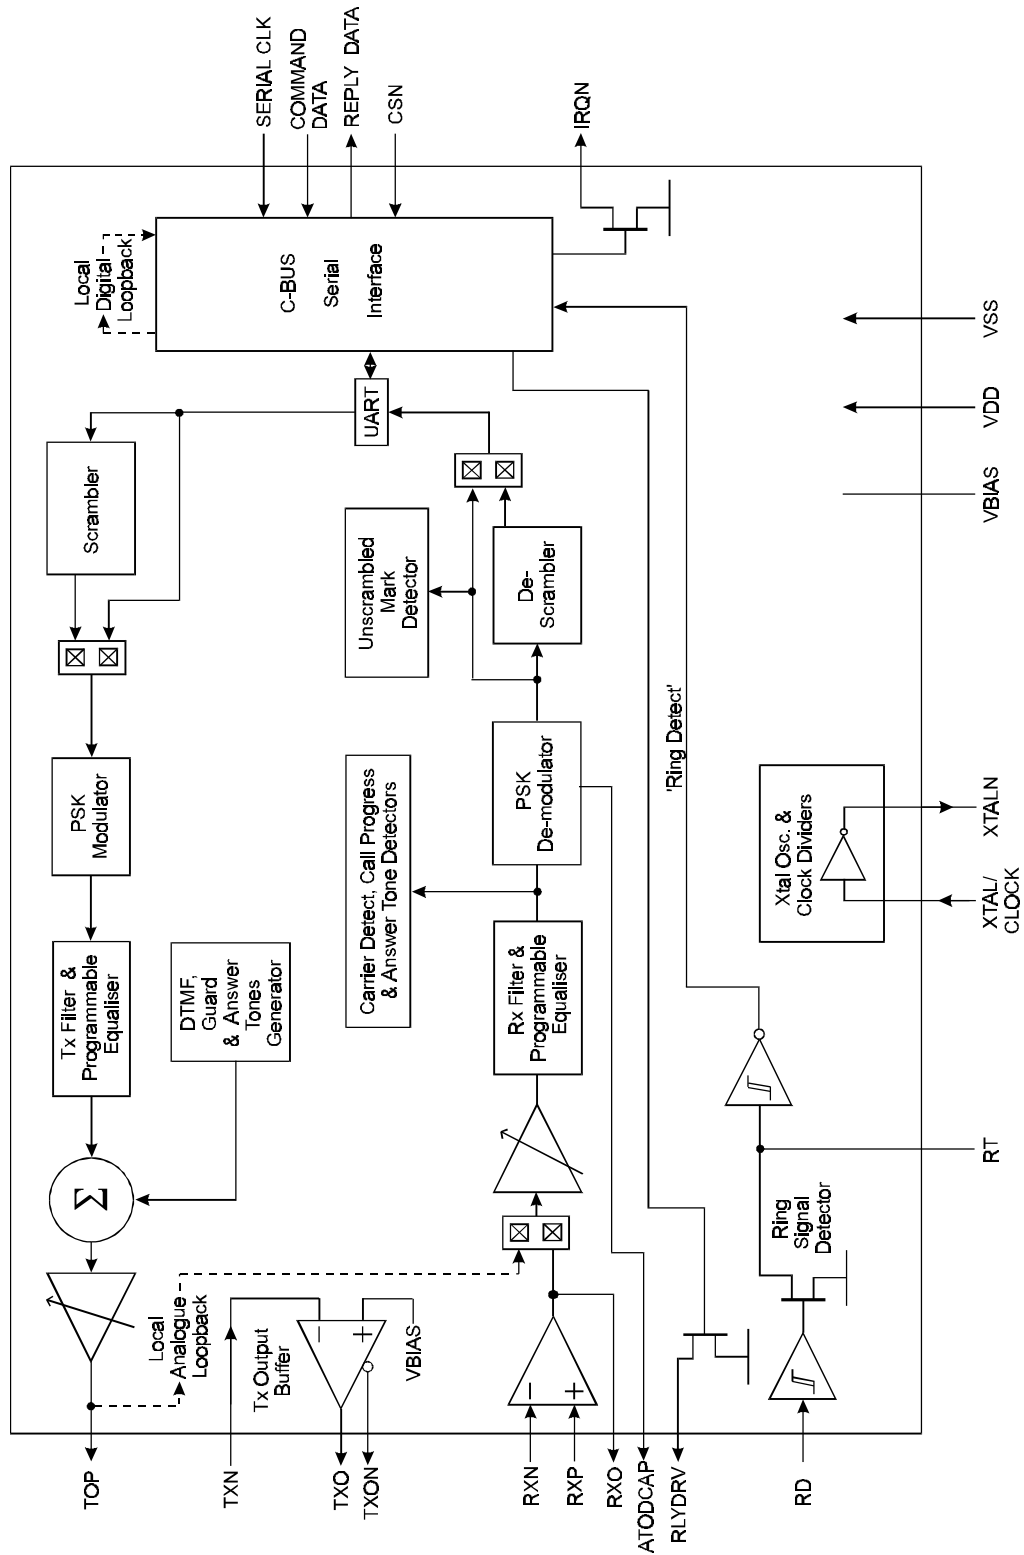 SERIAL CLK
COMMAND
DATA
REPLY DATA
CSN
IRQN
Local
Digital
Loopback
C-BUS
Serial
Interface
UART
VSS
VDD
VBIAS
Scrambler
Unscrambled
Mark
Detector
De-
Scrambler
PSK
Modulator
Carrier Detect, Call Progress
& Answer Tone Detectors
PSK
De-modulator
'Ring Detect'
Xtal Osc. &
Clock Dividers
XTALN
XTAL/
CLOCK
Tx Filter &
Programmable
Equaliser
DTMF,
Guard
& Answer
Tones
Generator
Rx Filter &
Programmable
Equaliser
Σ
RT
Ring
Signal
Detector
Local
Analogue
Loopback
Tx Output
Buffer
−
+
VBIAS
−
+
TOP
TXN
TXO
TXON
RXN
RXP
RXO
ATODCAP
RLYDRV
RD